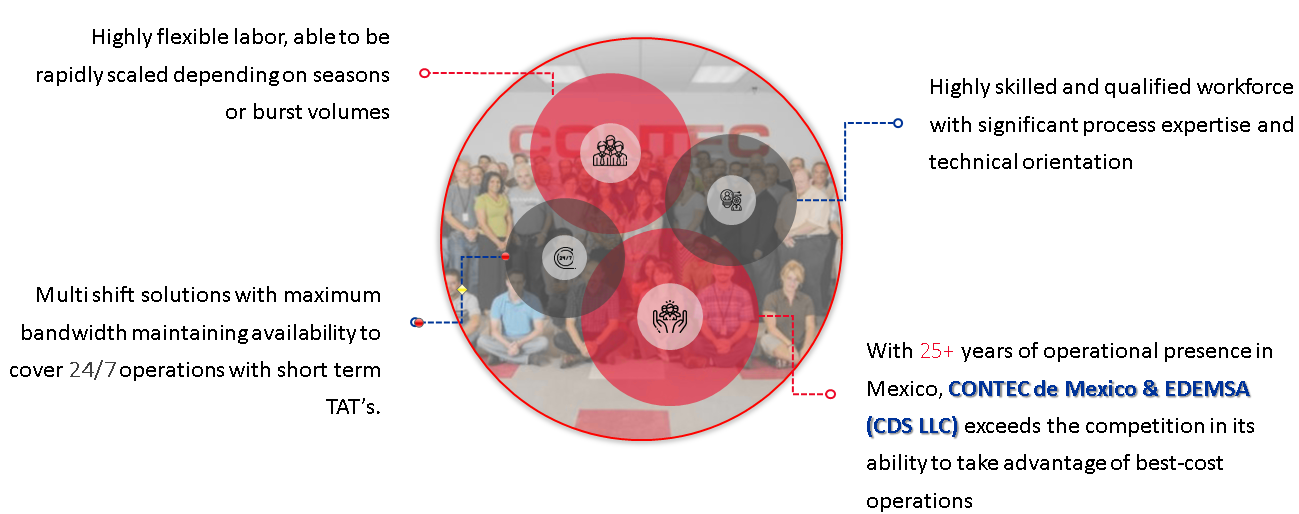 Highly flexible labor, able to be
rapidly scaled depending on seasons
or burst volumes
Highly skilled and qualified workforce
with significant process expertise and
technical orientation
CONTEC
24/7
Multi shift solutions with maximum
bandwidth maintaining availability to
cover 24/7 operations with short term
TAT’s.
With 25+ years of operational presence in
Mexico, CONTEC de Mexico & EDEMSA
(CDS LLC) exceeds the competition in its
ability to take advantage of best-cost
operations